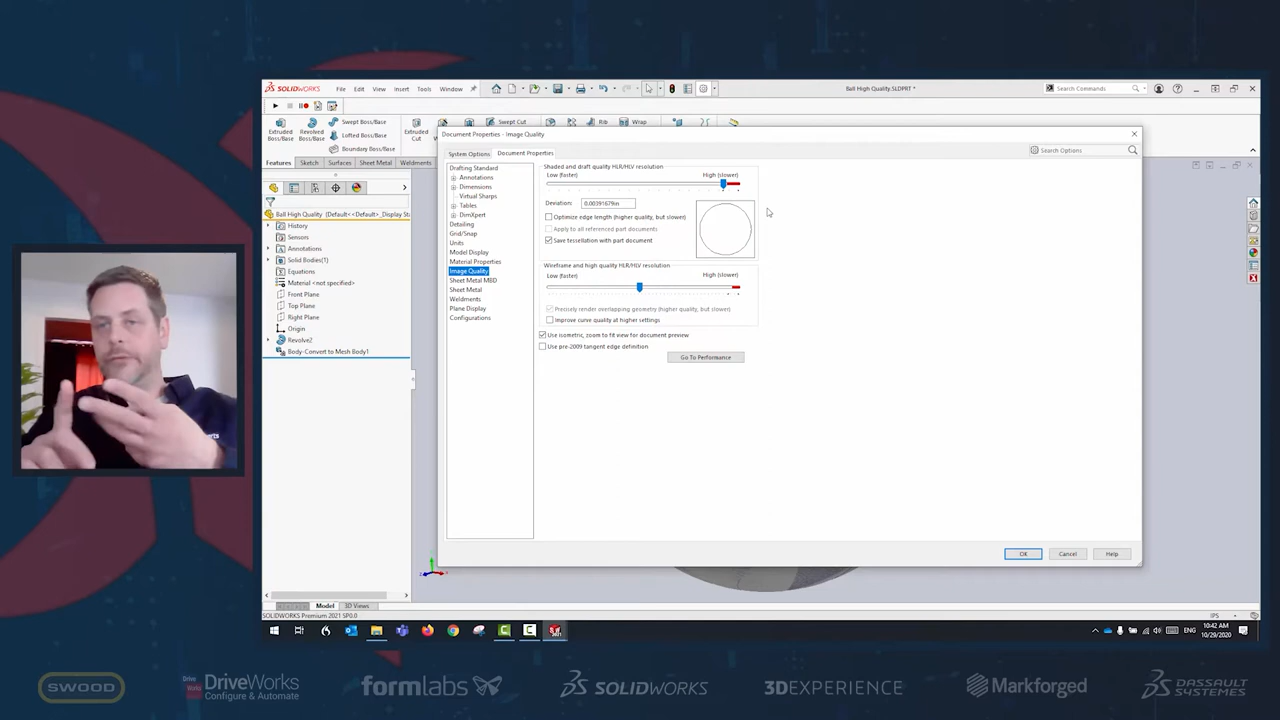 SOLIDWORKS
File
Edit
View
Insert
Tools
Window
Ball High Quality.SLDPRT *
Search Commands
Extruded Boss/Base
Revolved Boss/Base
Swept Boss/Base
Lofted Boss/Base
Boundary Boss/Base
Extruded Cut
Swept Cut
Rib
Wrap
Features
Sketch
Surfaces
Sheet Metal
Weldments
Ball High Quality (Default<<Default>_Display Sta
History
Sensors
Annotations
Solid Bodies(1)
Equations
Material <not specified>
Front Plane
Top Plane
Right Plane
Origin
Revolve2
Body-Convert to Mesh Body1
Document Properties - Image Quality
System Options
Document Properties
Search Options
Drafting Standard
Annotations
Dimensions
Virtual Sharps
Tables
DimXpert
Detailing
Grid/Snap
Units
Model Display
Material Properties
Image Quality
Sheet Metal MBD
Sheet Metal
Weldments
Plane Display
Configurations
Shaded and draft quality HLR/HLV resolution
Low (faster)
High (slower)
Deviation:
0.00391679in
Optimize edge length (higher quality, but slower)
Apply to all referenced part documents
Save tessellation with part document
Wireframe and high quality HLR/HLV resolution
Low (faster)
High (slower)
Precisely render overlapping geometry (higher quality, but slower)
Improve curve quality at higher settings
Use isometric, zoom to fit view for document preview
Use pre-2009 tangent edge definition
Go To Performance
OK
Cancel
Help
Model
3D Views
SOLIDWORKS Premium 2021 SP0.0
IPS
ENG
10:42 AM
10/29/2020
SWOOD
DriveWorks
Configure & Automate
formlabs
SOLIDWORKS
3DEXPERIENCE
Markforged
DASSAULT
SYSTEMES